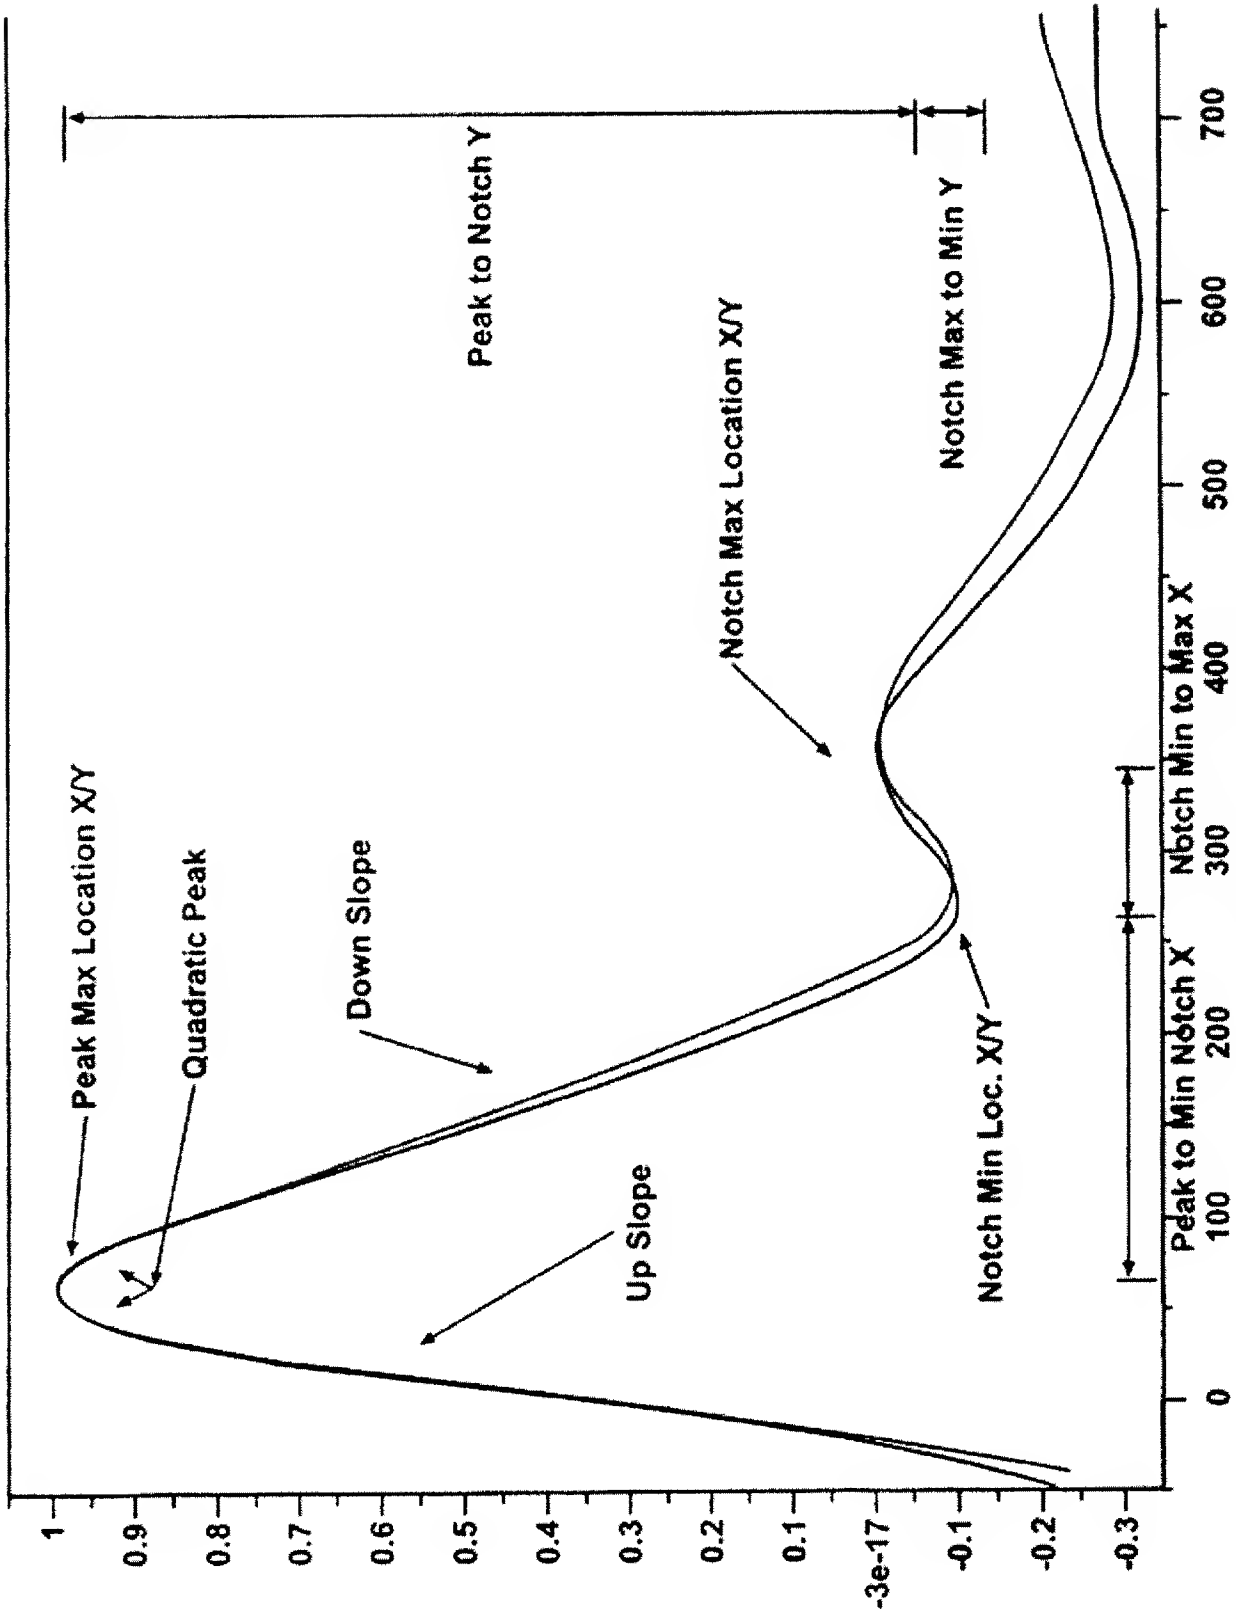 Peak Max Location X/Y
Quadratic Peak
Down Slope
Up Slope
Peak to Notch Y
Notch Max Location X/Y
Notch Max to Min Y
Notch Min Loc. X/Y
Peak to Min Notch X
Notch Min to Max X
1
0.9
0.8
0.7
0.6
0.5
0.4
0.3
0.2
0.1
-3e-17
-0.1
-0.2
-0.3
0
100
200
300
400
500
600
700